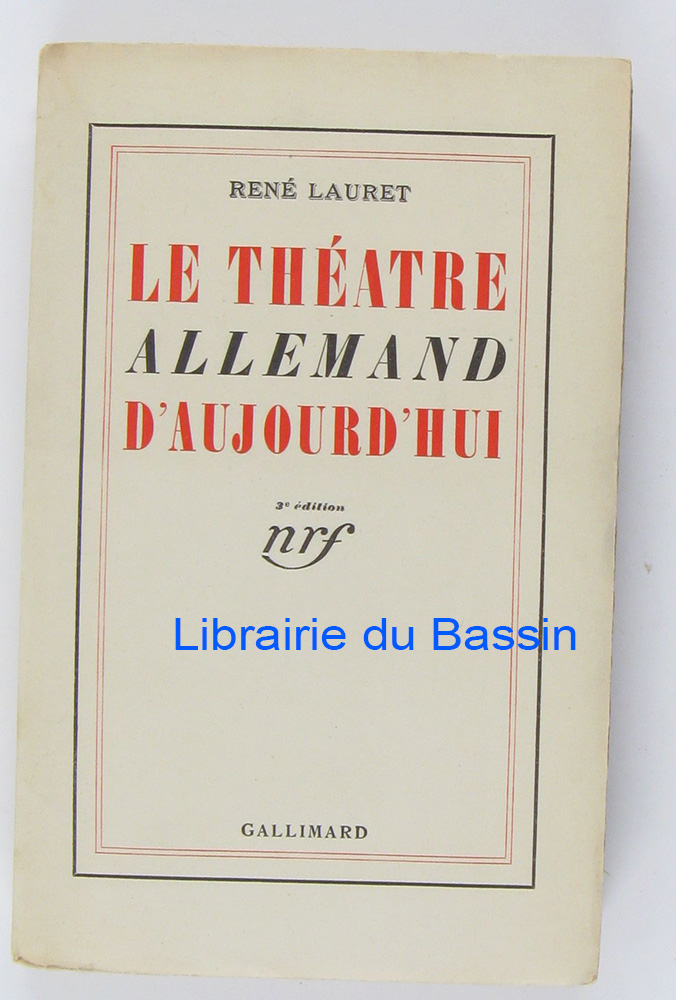 RENÉ LAURET
LE THÉATRE
ALLEMAND
D'AUJOURD'HUI
3e édition
nrf
Librairie du Bassin
GALLIMARD